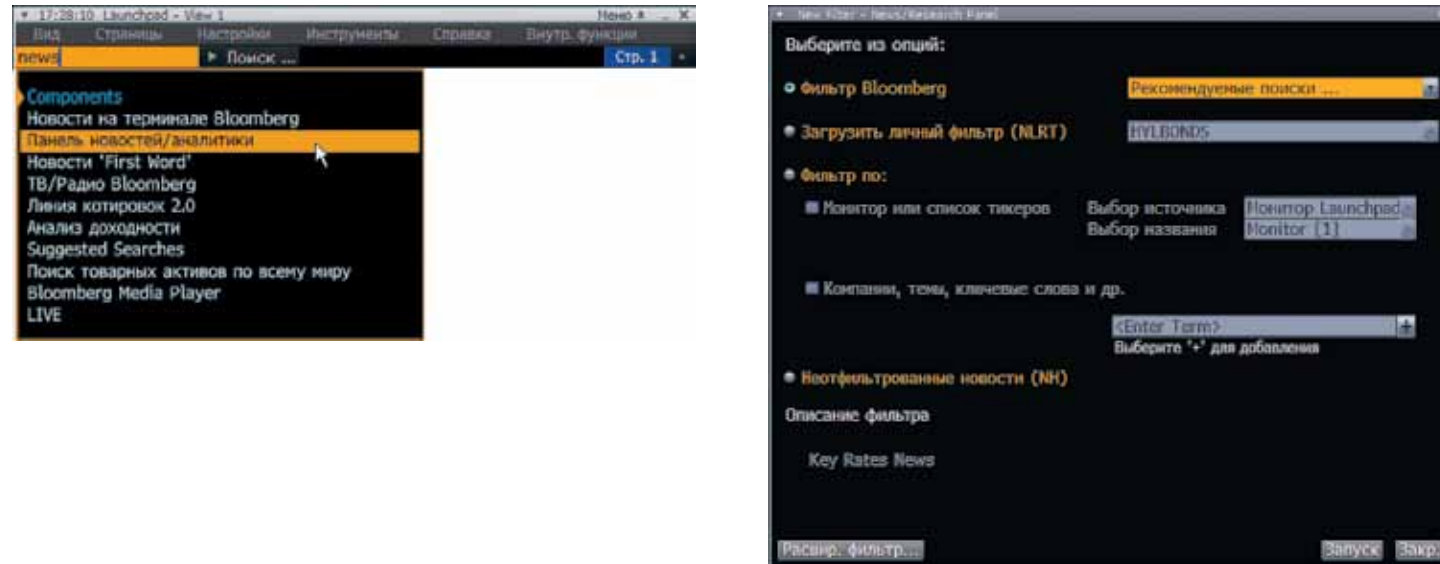 17:28:10 Launchpad - View 1 Меню
Вид Страницы Настройки Инструменты Справка Внутр. функции
news Поиск ... Стр. 1
Components
Новости на терминале Bloomberg
Панель новостей/аналитики
Новости 'First Word'
ТВ/Радио Bloomberg
Линия котировок 2.0
Анализ доходности
Suggested Searches
Поиск товарных активов по всему миру
Bloomberg Media Player
LIVE
New Filter - News/Research Panel
Выберите из опций:
Фильтр Bloomberg Рекомендуемые поиски ...
Загрузить личный фильтр (NLRT) HYLBONDS
Фильтр по:
Монитор или список тикеров Выбор источника Монитор Launchpad
Выбор названия Monitor [1]
Компании, темы, ключевые слова и др.
<Enter Term> +
Выберите '+' для добавления
Неотфильтрованные новости (NH)
Описание фильтра
Key Rates News
Расшир. фильтр... Запуск Закр.